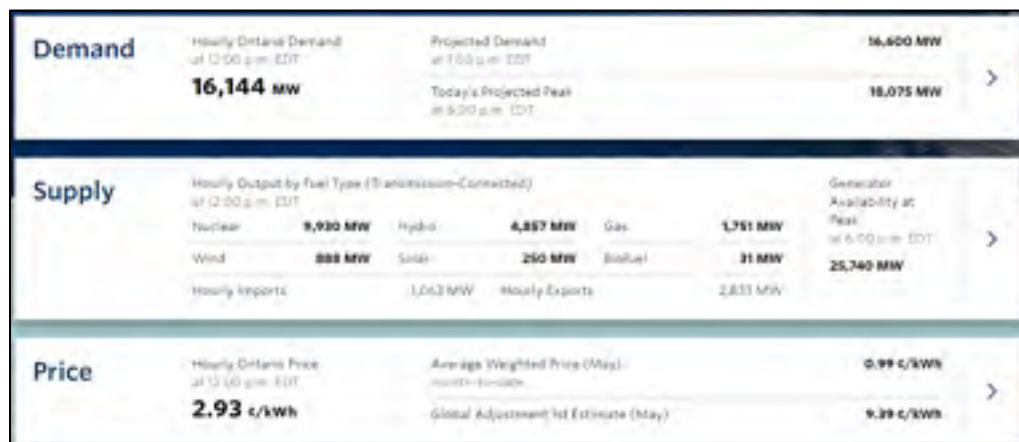 Demand
Hourly Ontario Demand
at 12:00 p.m. EDT
16,144 MW
Projected Demand
at 1:00 p.m. EDT
16,600 MW
Today's Projected Peak
at 6:00 p.m. EDT
18,075 MW
Supply
Hourly Output by Fuel Type (Transmission-Connected)
at 12:00 p.m. EDT
Nuclear 9,930 MW Hydro 4,857 MW Gas 1,751 MW
Wind 888 MW Solar 250 MW Biofuel 31 MW
Hourly Imports 1,063 MW Hourly Exports 2,833 MW
Generator
Availability at
Peak
at 6:00 p.m. EDT
25,740 MW
Price
Hourly Ontario Price
at 12:00 p.m. EDT
2.93 ¢/kWh
Average Weighted Price (May)
month-to-date
0.99 ¢/kWh
Global Adjustment 1st Estimate (May)
9.39 ¢/kWh